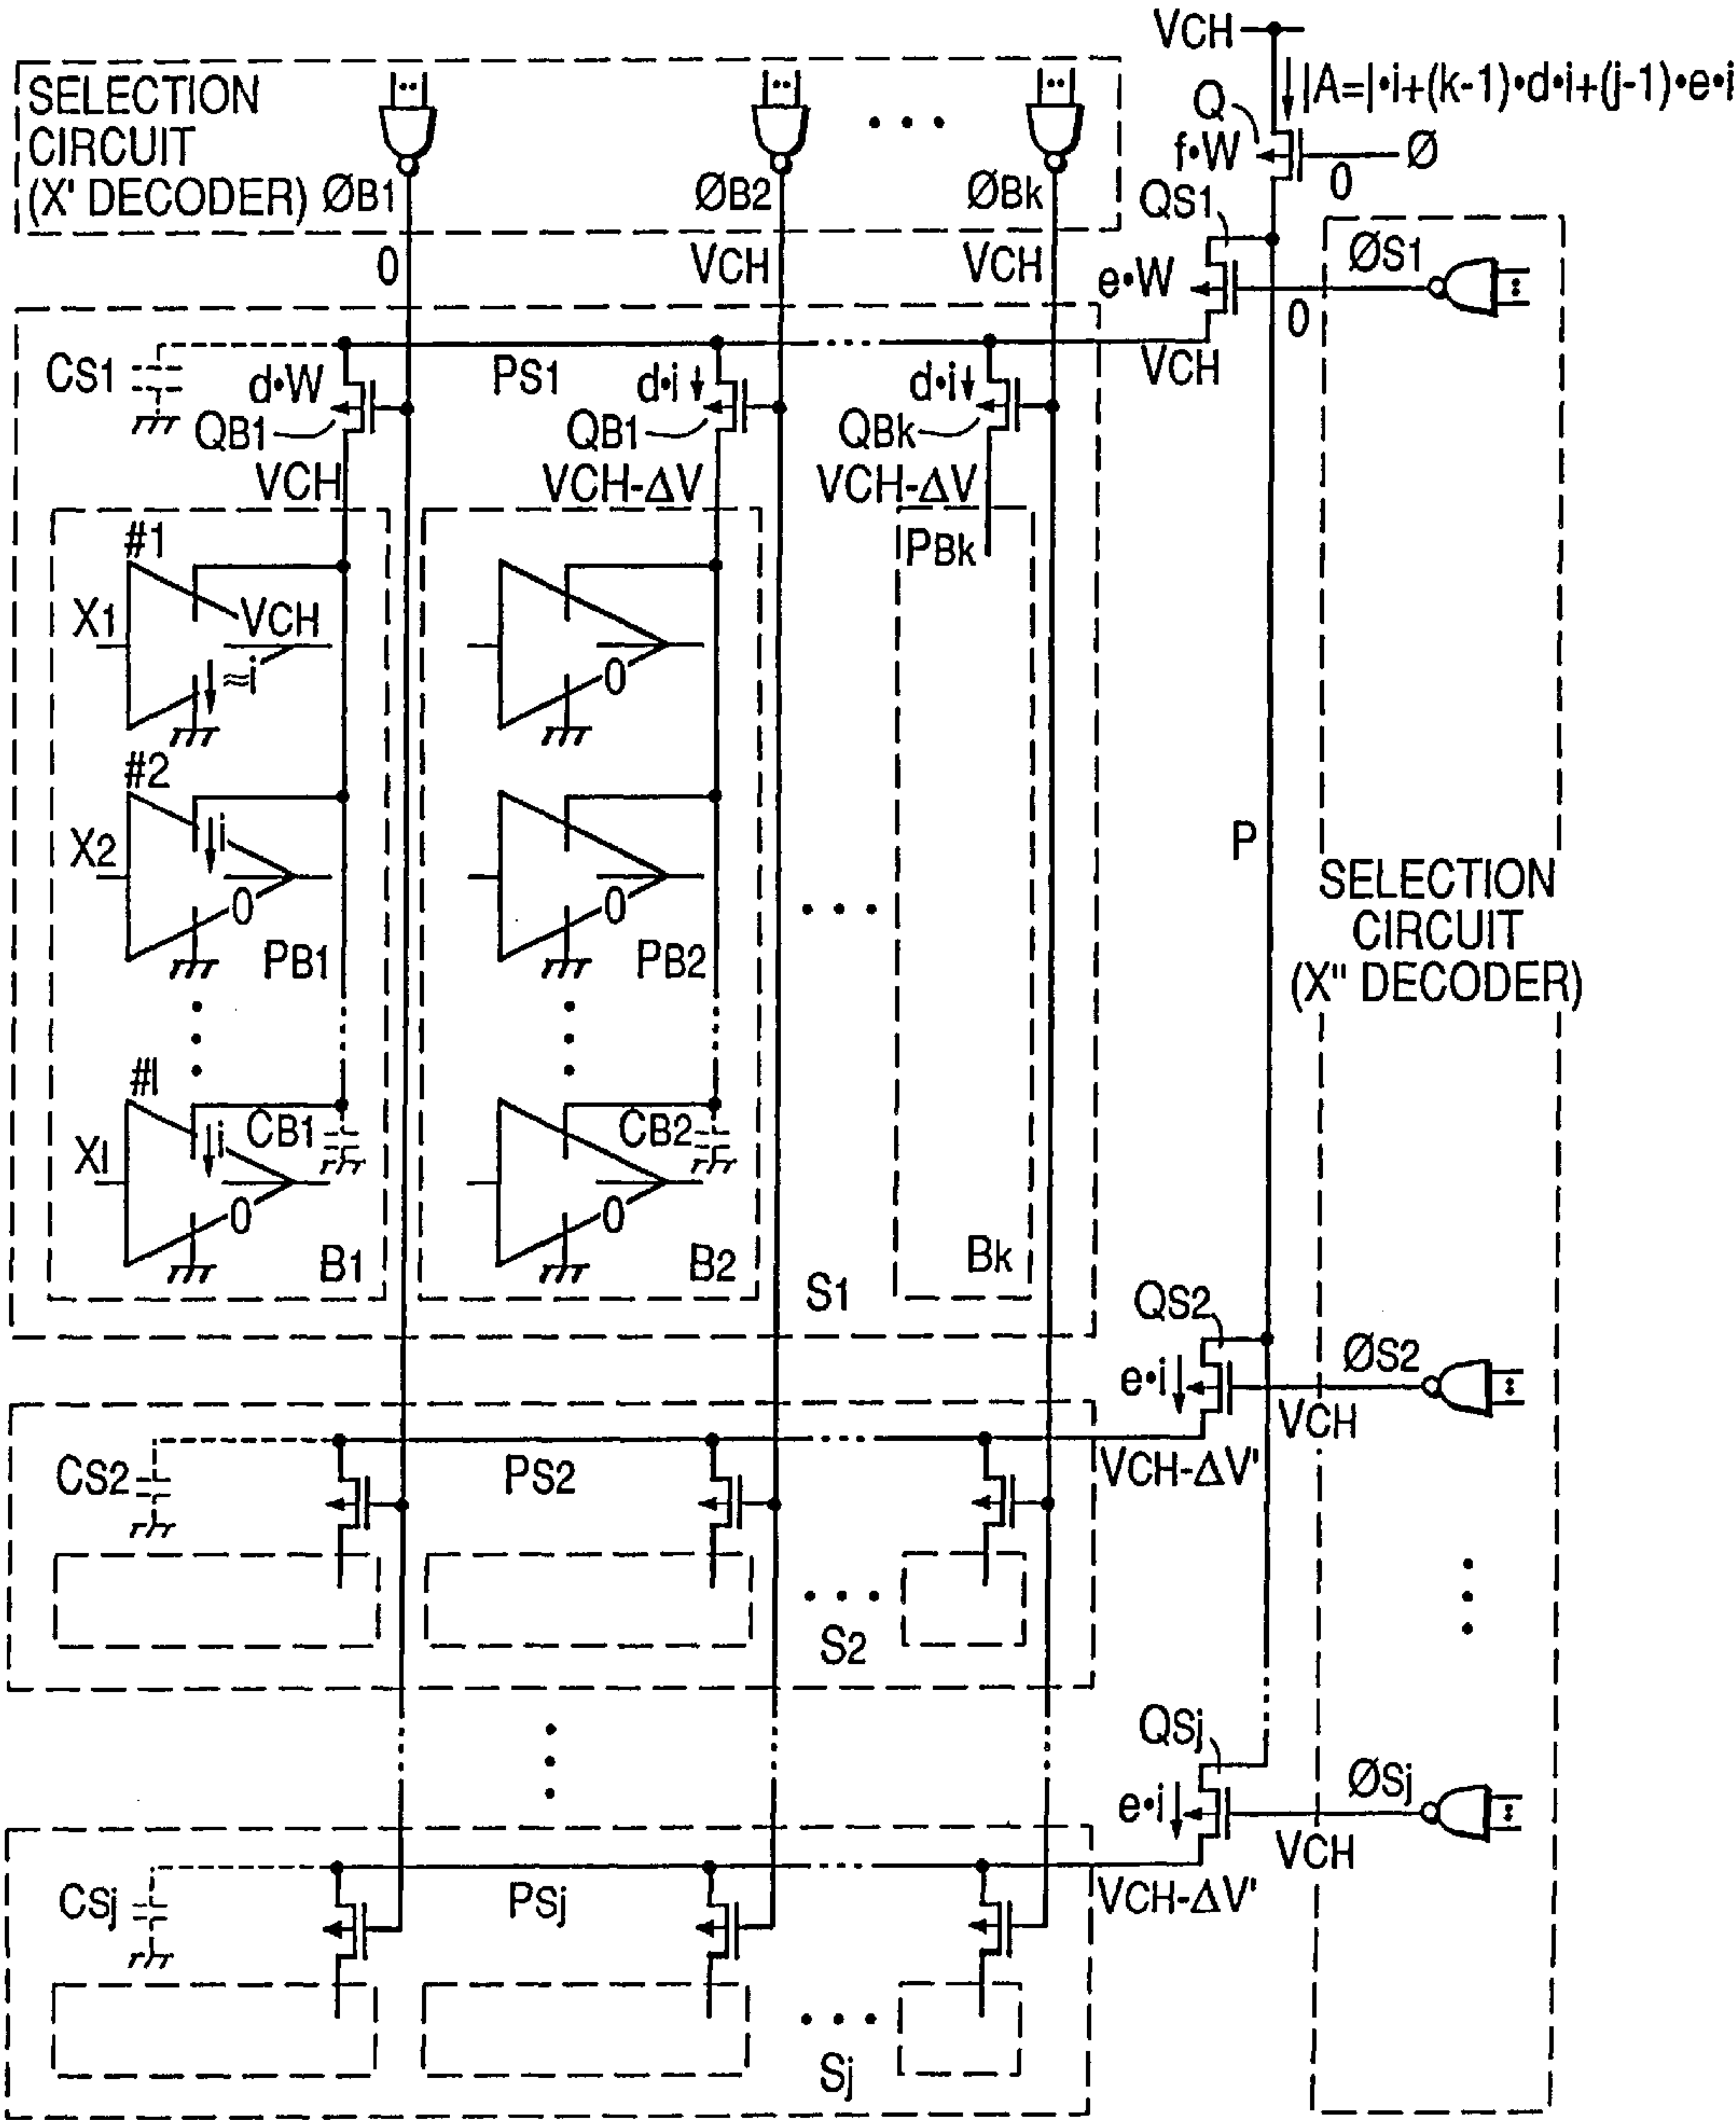 VCH
|A=|•i+(k-1)•d•i+(j-1)•e•i
SELECTION
CIRCUIT
(X' DECODER)
ØB1
ØB2
ØBk
Q
f•W
Ø
0
QS1
0
VCH
VCH
e•W
ØS1
0
VCH
CS1
d•W
QB1
PS1
d•i
QB1
d•i
QBk
VCH
VCH-ΔV
VCH-ΔV
#1
X1
VCH
≈i
0
PBk
#2
X2
i
0
PB1
0
PB2
P
SELECTION
CIRCUIT
(X" DECODER)
#l
Xl
i
CB1
0
B1
CB2
0
B2
Bk
S1
QS2
e•i
ØS2
VCH
VCH-ΔV'
CS2
PS2
S2
QSj
e•i
ØSj
VCH
VCH-ΔV'
CSj
PSj
Sj